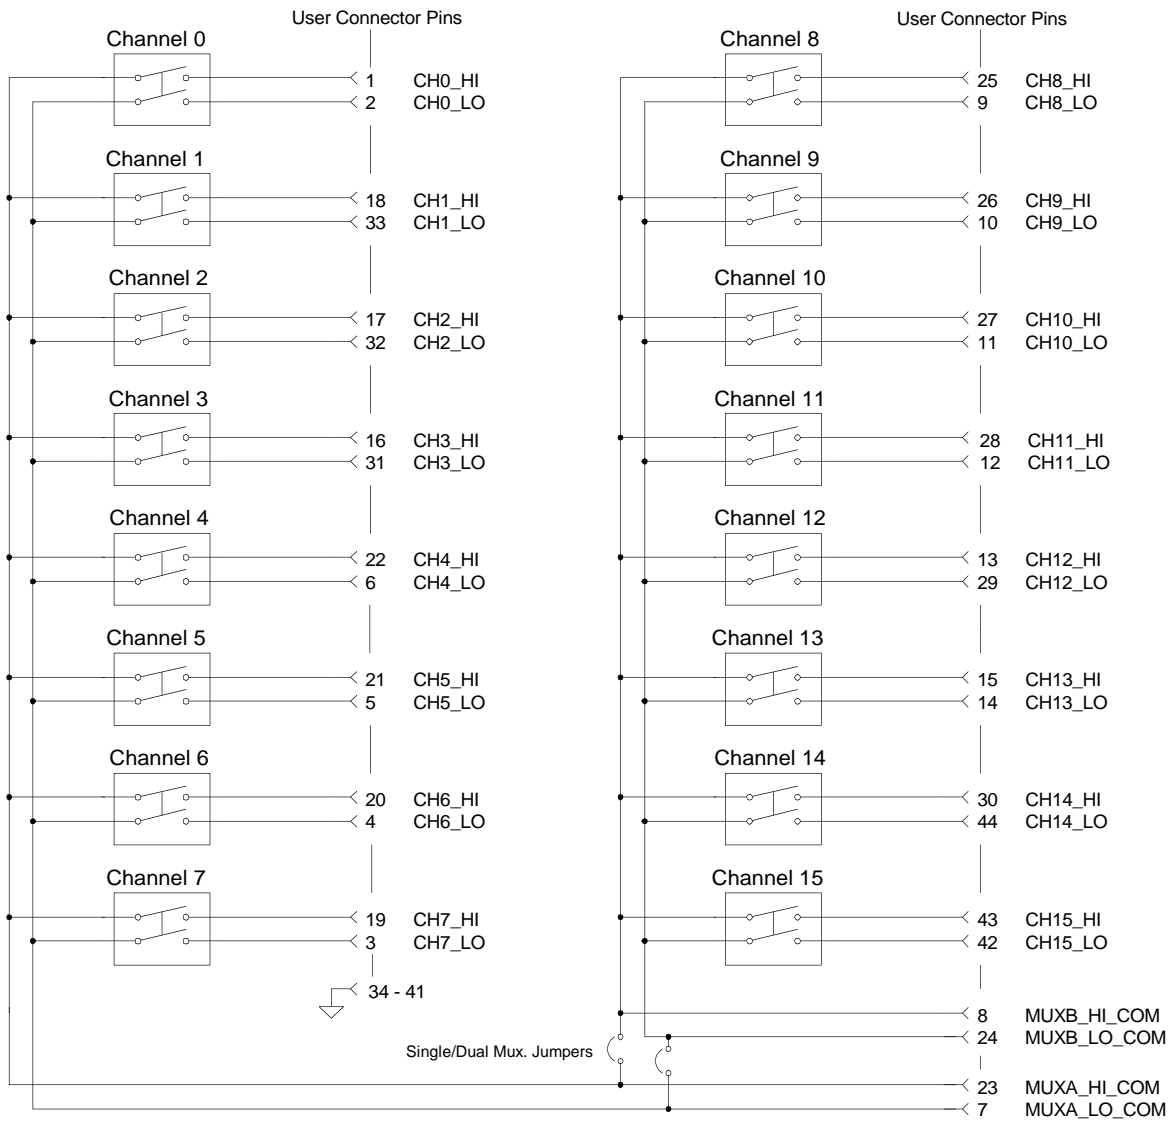 User Connector Pins
Channel 0
1 CH0_HI
2 CH0_LO
Channel 1
18 CH1_HI
33 CH1_LO
Channel 2
17 CH2_HI
32 CH2_LO
Channel 3
16 CH3_HI
31 CH3_LO
Channel 4
22 CH4_HI
6 CH4_LO
Channel 5
21 CH5_HI
5 CH5_LO
Channel 6
20 CH6_HI
4 CH6_LO
Channel 7
19 CH7_HI
3 CH7_LO
34 - 41
User Connector Pins
Channel 8
25 CH8_HI
9 CH8_LO
Channel 9
26 CH9_HI
10 CH9_LO
Channel 10
27 CH10_HI
11 CH10_LO
Channel 11
28 CH11_HI
12 CH11_LO
Channel 12
13 CH12_HI
29 CH12_LO
Channel 13
15 CH13_HI
14 CH13_LO
Channel 14
30 CH14_HI
44 CH14_LO
Channel 15
43 CH15_HI
42 CH15_LO
8 MUXB_HI_COM
24 MUXB_LO_COM
Single/Dual Mux. Jumpers
23 MUXA_HI_COM
7 MUXA_LO_COM